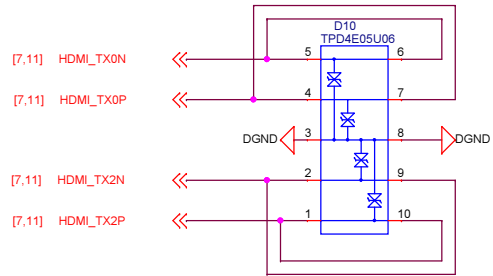 D10
TPD4E05U06
[7,11] HDMI_TX0N 5 6
[7,11] HDMI_TX0P 4 7
DGND 3 8 DGND
[7,11] HDMI_TX2N 2 9
[7,11] HDMI_TX2P 1 10